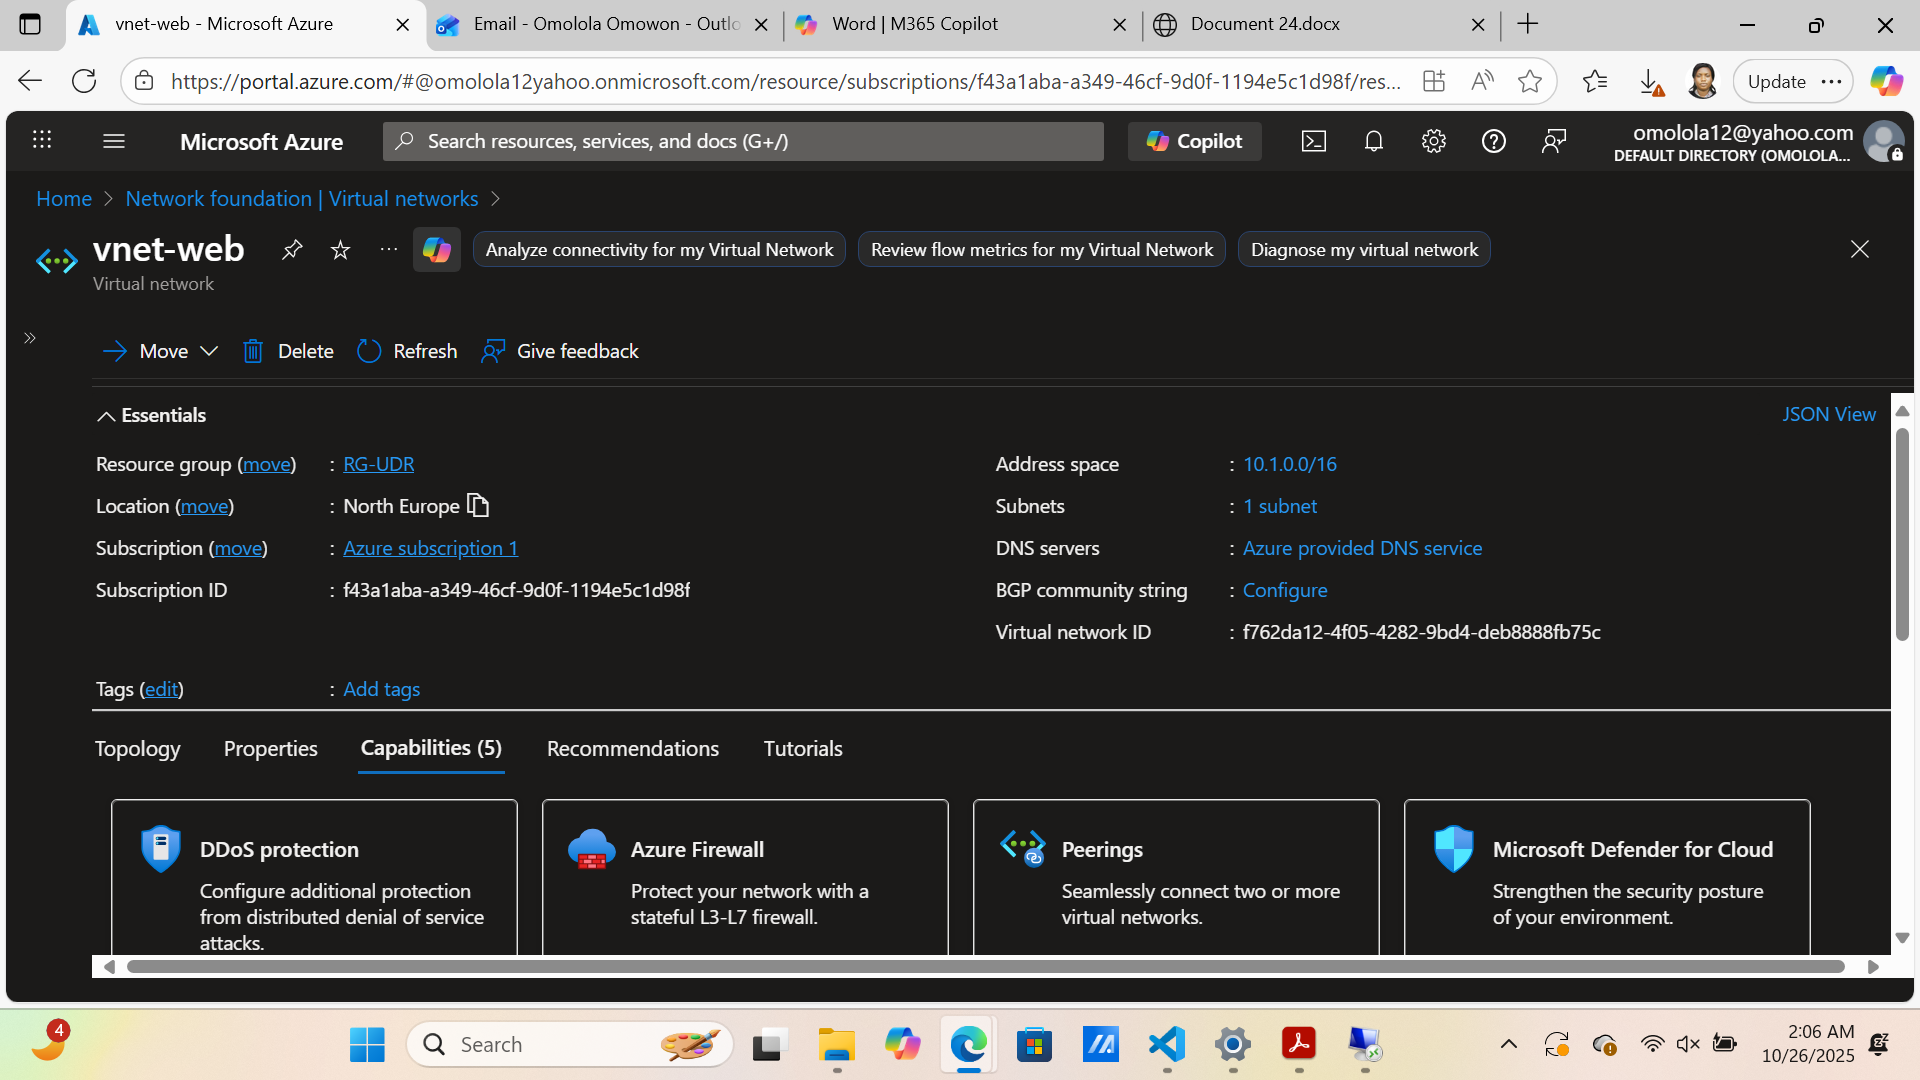 vnet-web - Microsoft Azure
Email - Omolola Omowon - Outlo
Word | M365 Copilot
Document 24.docx
https://portal.azure.com/#@omolola12yahoo.onmicrosoft.com/resource/subscriptions/f43a1aba-a349-46cf-9d0f-1194e5c1d98f/res...
Update
Microsoft Azure
Search resources, services, and docs (G+/)
Copilot
omolola12@yahoo.com
DEFAULT DIRECTORY (OMOLOLA...
Home > Network foundation | Virtual networks >
vnet-web
Analyze connectivity for my Virtual Network
Review flow metrics for my Virtual Network
Diagnose my virtual network
Virtual network
Move
Delete
Refresh
Give feedback
Essentials
JSON View
Resource group (move) : RG-UDR
Location (move) : North Europe
Subscription (move) : Azure subscription 1
Subscription ID : f43a1aba-a349-46cf-9d0f-1194e5c1d98f
Address space : 10.1.0.0/16
Subnets : 1 subnet
DNS servers : Azure provided DNS service
BGP community string : Configure
Virtual network ID : f762da12-4f05-4282-9bd4-deb8888fb75c
Tags (edit) : Add tags
Topology
Properties
Capabilities (5)
Recommendations
Tutorials
DDoS protection
Configure additional protection
from distributed denial of service
attacks.
Azure Firewall
Protect your network with a
stateful L3-L7 firewall.
Peerings
Seamlessly connect two or more
virtual networks.
Microsoft Defender for Cloud
Strengthen the security posture
of your environment.
4
Search
2:06 AM
10/26/2025